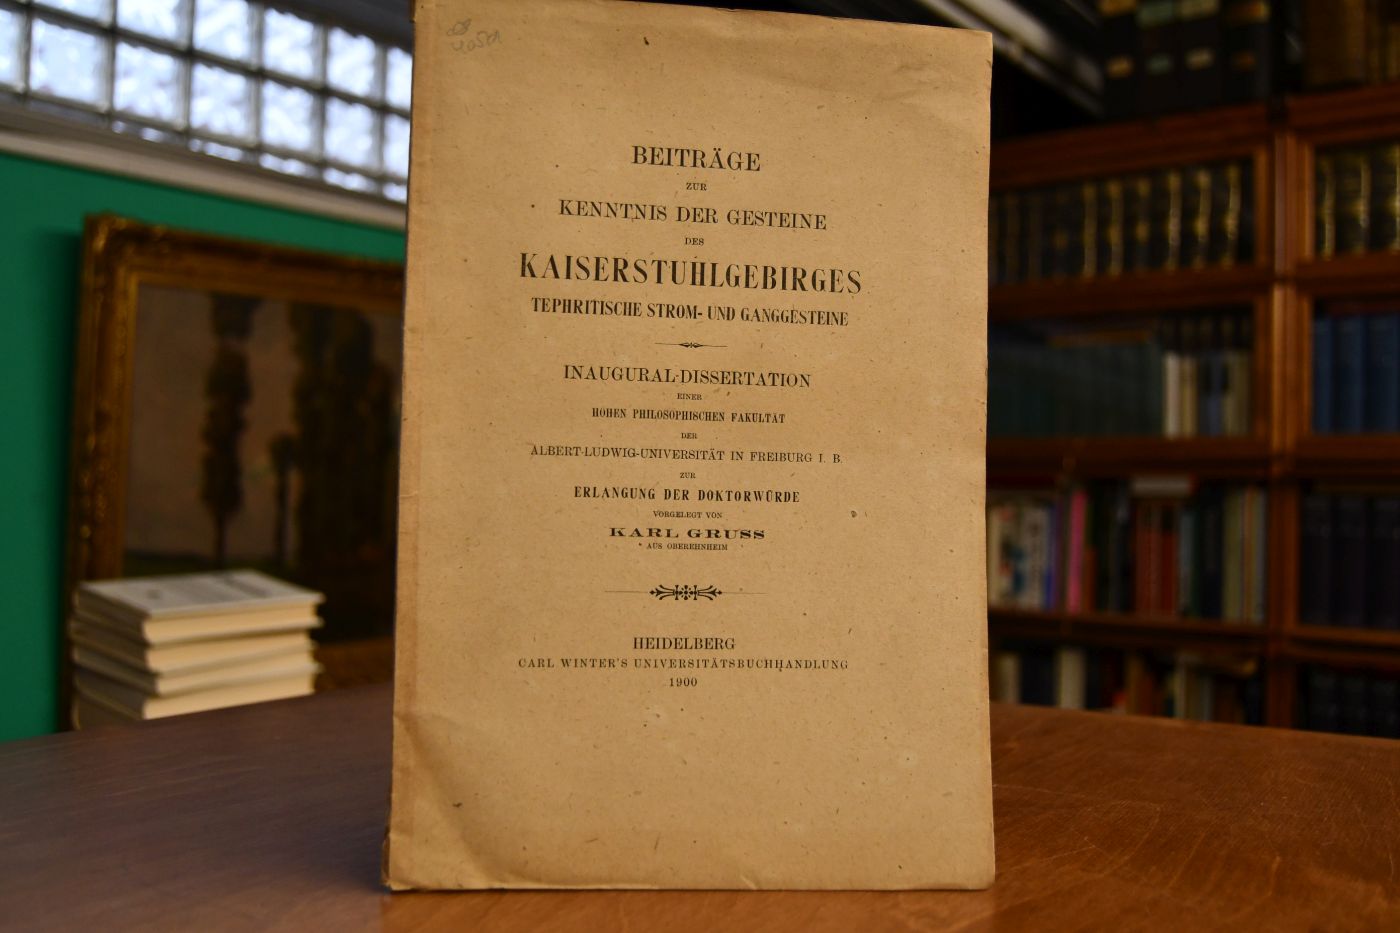 BEITRÄGE
ZUR
KENNTNIS DER GESTEINE
DES
KAISERSTUHLGEBIRGES
TEPHRITISCHE STROM- UND GANGGESTEINE
INAUGURAL-DISSERTATION
EINER
HOHEN PHILOSOPHISCHEN FAKULTÄT
DER
ALBERT-LUDWIG-UNIVERSITÄT IN FREIBURG I. B.
ZUR
ERLANGUNG DER DOKTORWÜRDE
VORGELEGT VON
KARL GRUSS
AUS OBEREHNHEIM
HEIDELBERG
CARL WINTER'S UNIVERSITÄTSBUCHHANDLUNG
1900